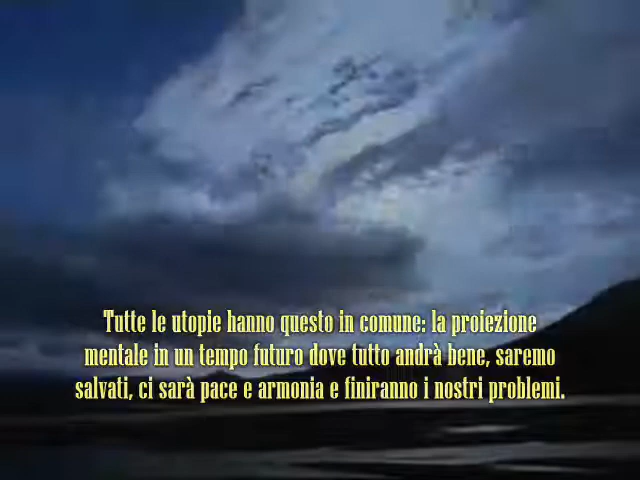 Tutte le utopie hanno questo in comune: la proiezione
mentale in un tempo futuro dove tutto andrà bene, saremo
salvati, ci sarà pace e armonia e finiranno i nostri problemi.